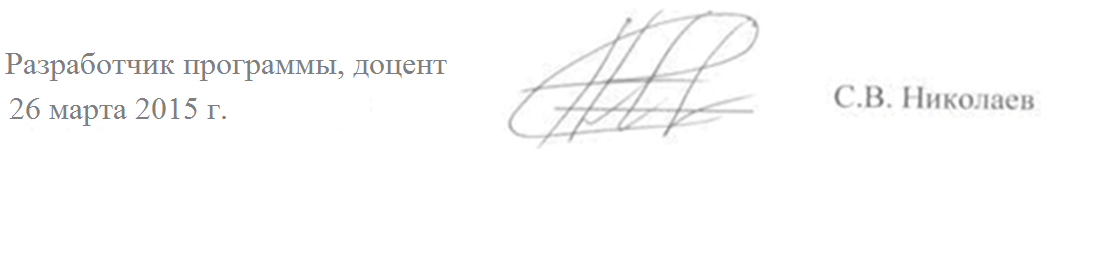 Разработчик программы, доцент
26 марта 2015 г.
С.В. Николаев